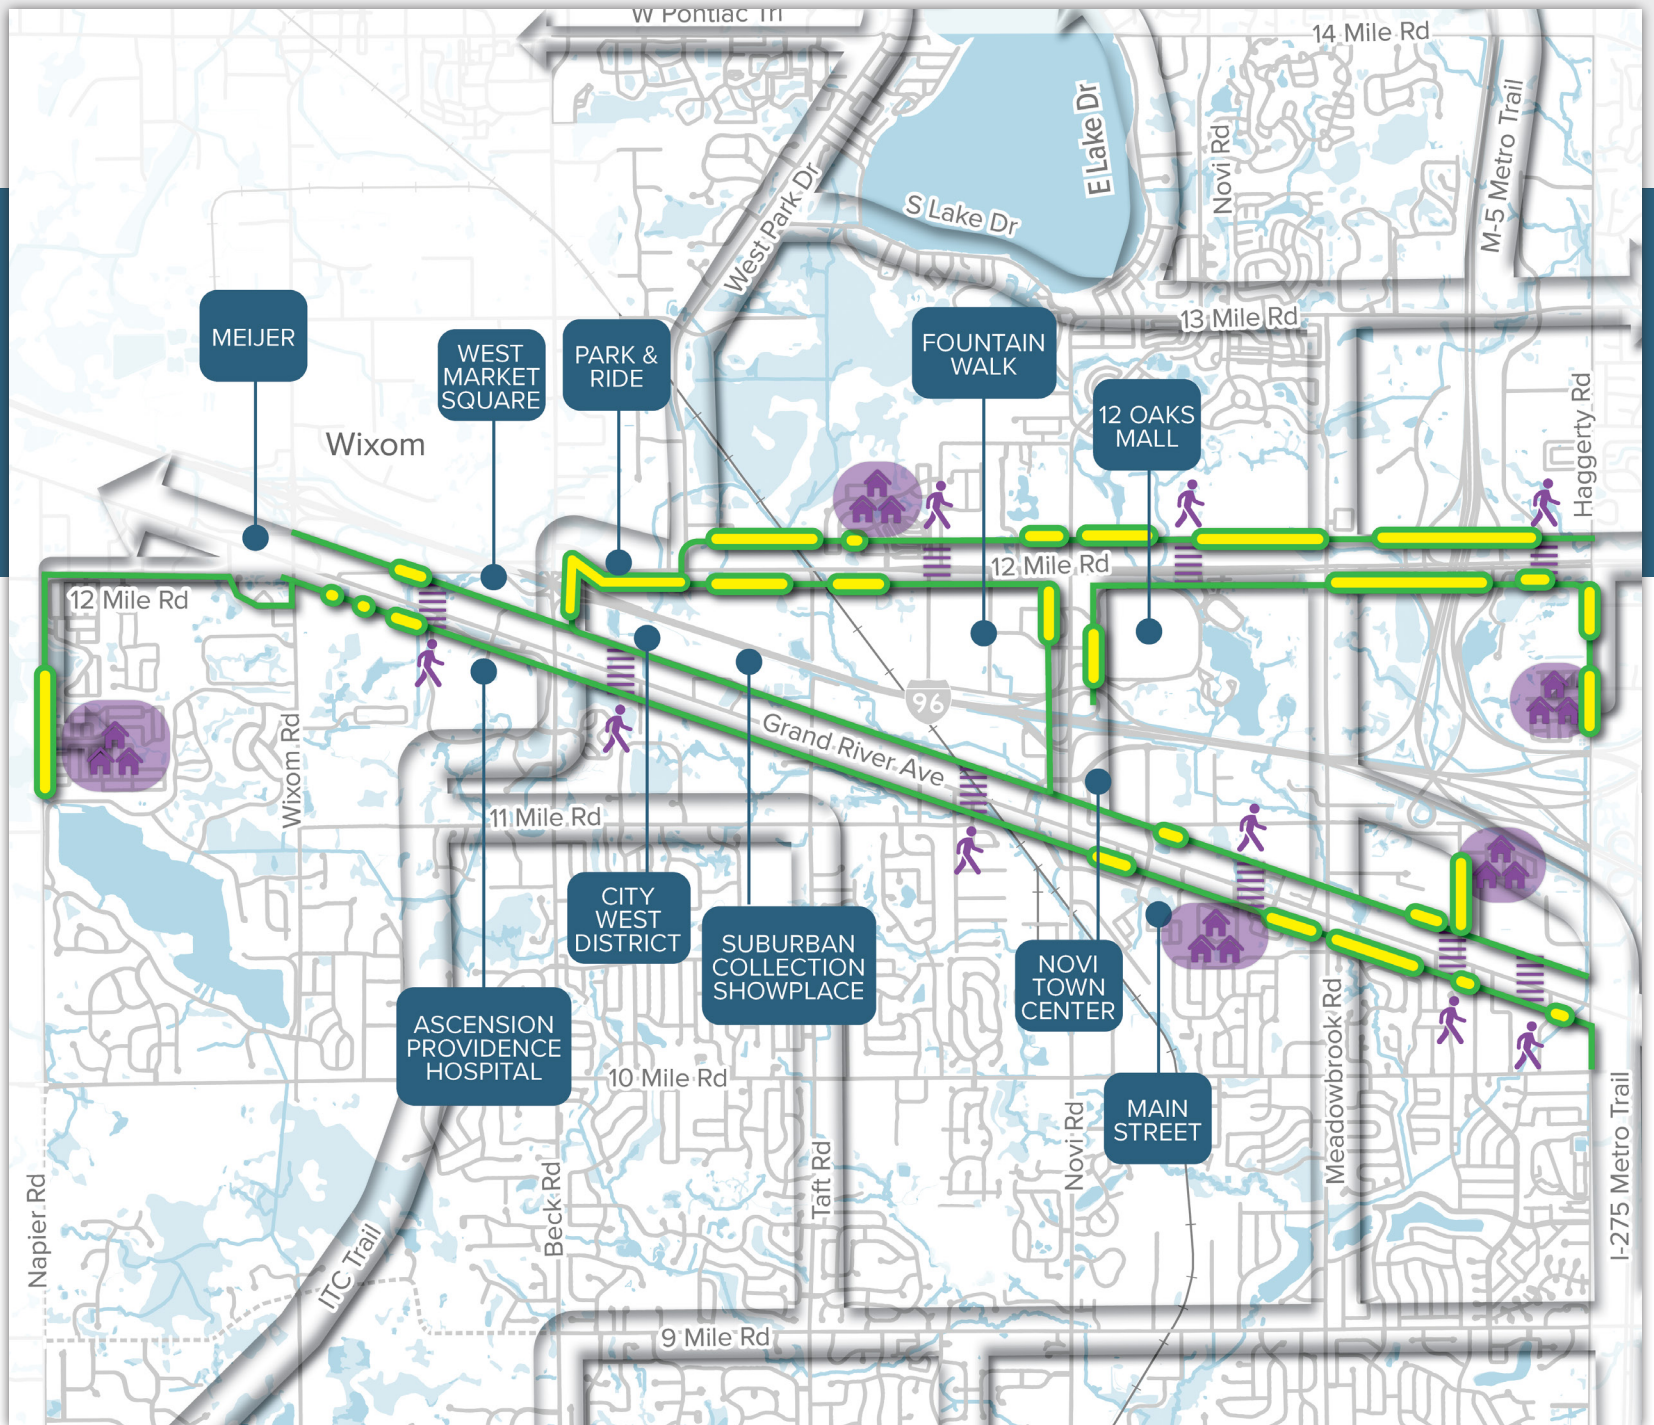 W Pontiac Trl
14 Mile Rd
E Lake Dr
M-5 Metro Trail
Novi Rd
West Park Dr
S Lake Dr
13 Mile Rd
MEIJER
WEST
MARKET
SQUARE
PARK &
RIDE
FOUNTAIN
WALK
12 OAKS
MALL
Haggerty Rd
Wixom
12 Mile Rd
12 Mile Rd
96
Grand River Ave
Wixom Rd
11 Mile Rd
CITY
WEST
DISTRICT
SUBURBAN
COLLECTION
SHOWPLACE
NOVI
TOWN
CENTER
ASCENSION
PROVIDENCE
HOSPITAL
10 Mile Rd
MAIN
STREET
Meadowbrook Rd
I-275 Metro Trail
Napier Rd
ITC Trail
Beck Rd
Taft Rd
Novi Rd
9 Mile Rd